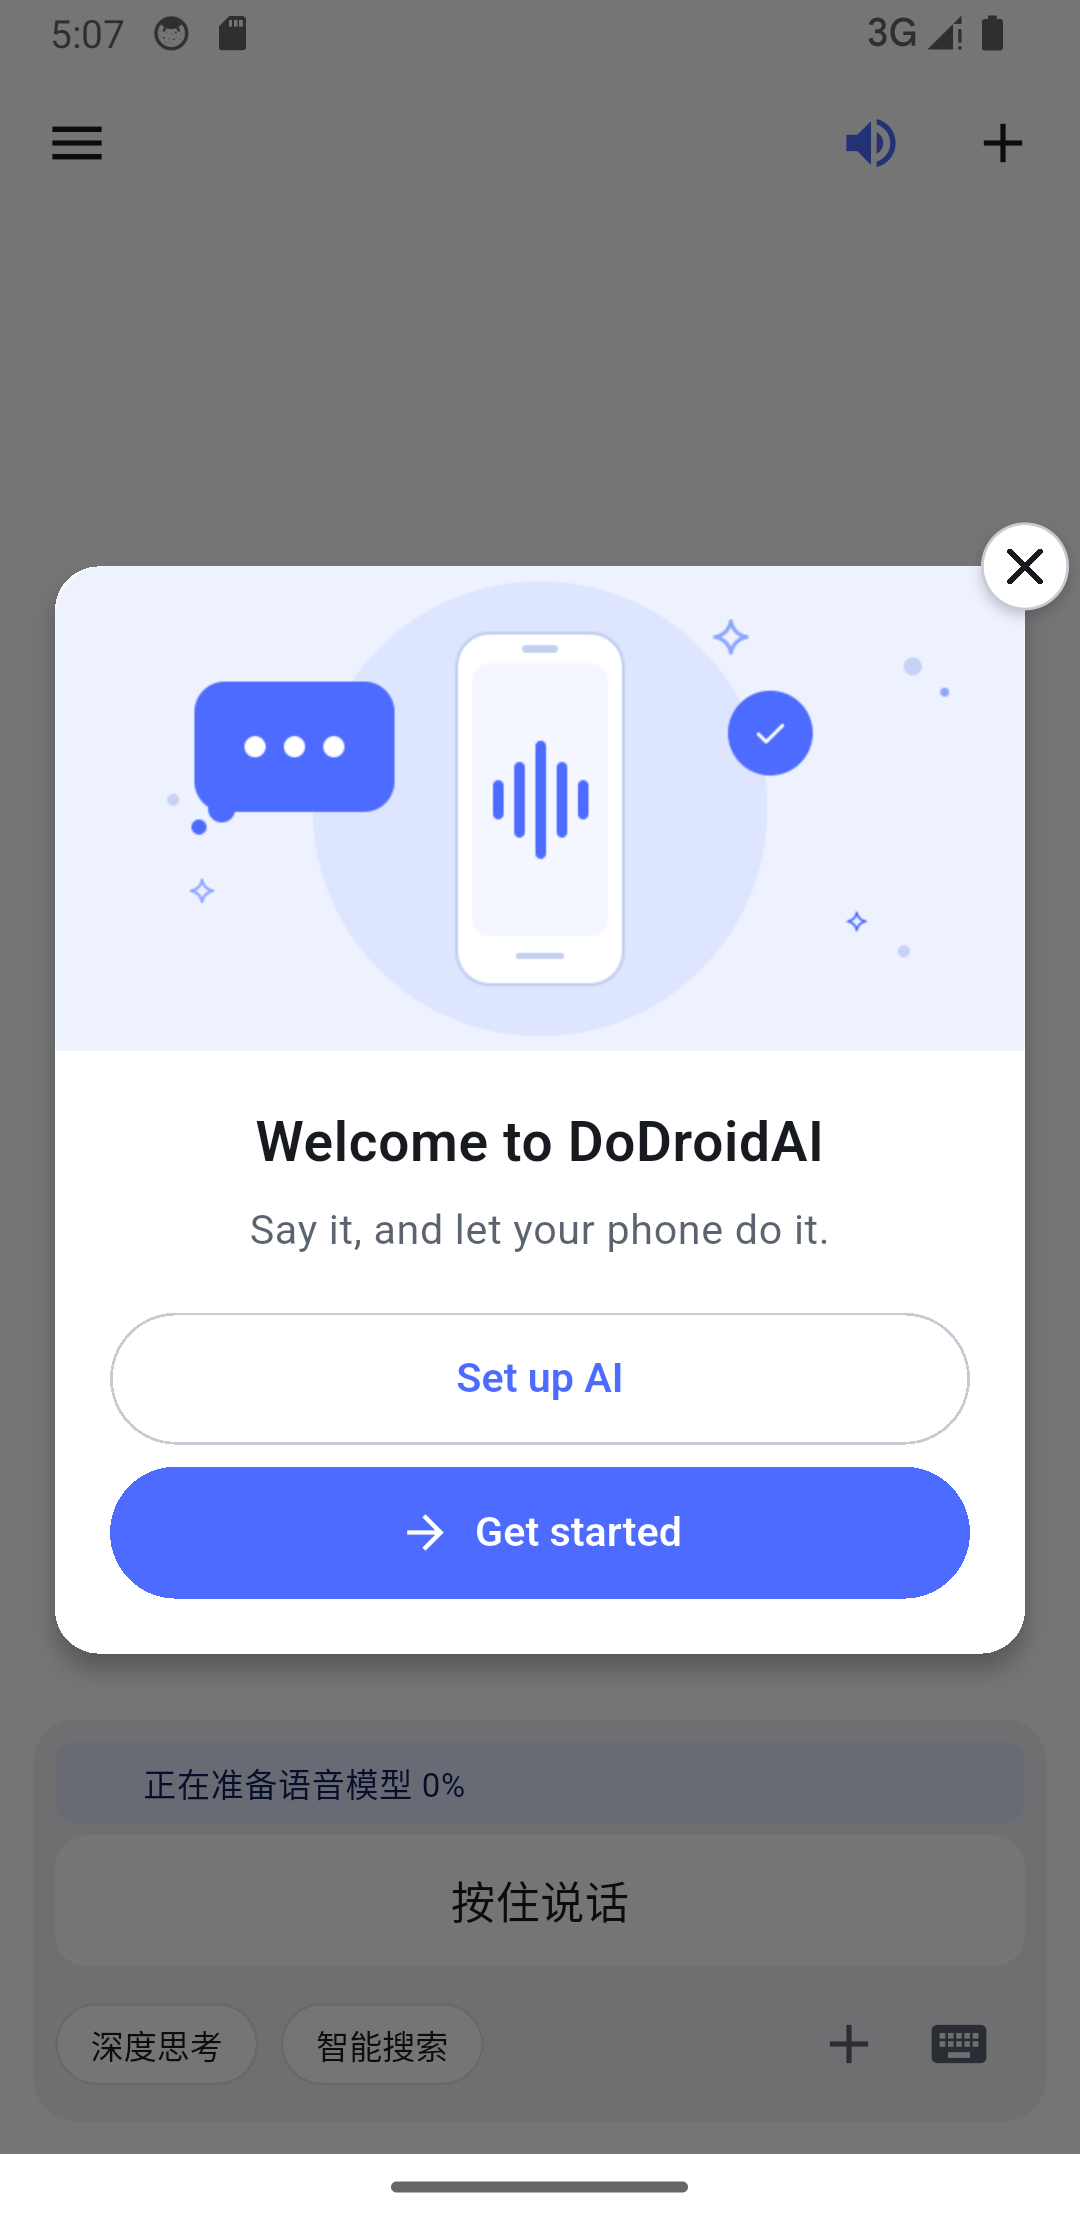 5:07
3G
Welcome to DoDroidAI
Say it, and let your phone do it.
Set up AI
Get started
正在准备语音模型 0%
按住说话
深度思考
智能搜索